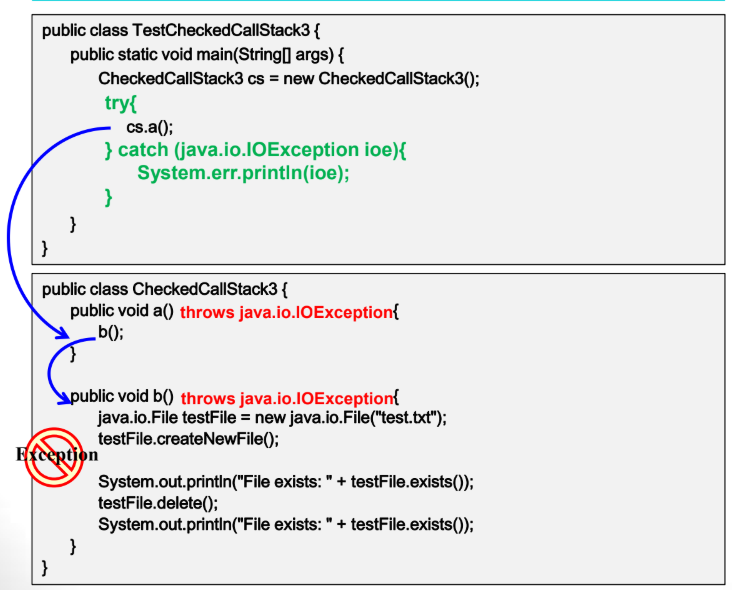 public class TestCheckedCallStack3 {
public static void main(String[] args) {
CheckedCallStack3 cs = new CheckedCallStack3();
try{
cs.a();
} catch (java.io.IOException ioe){
System.err.println(ioe);
}
}
}
public class CheckedCallStack3 {
public void a() throws java.io.IOException{
b();
}
public void b() throws java.io.IOException{
java.io.File testFile = new java.io.File("test.txt");
testFile.createNewFile();
Exception
System.out.println("File exists: " + testFile.exists());
testFile.delete();
System.out.println("File exists: " + testFile.exists());
}
}